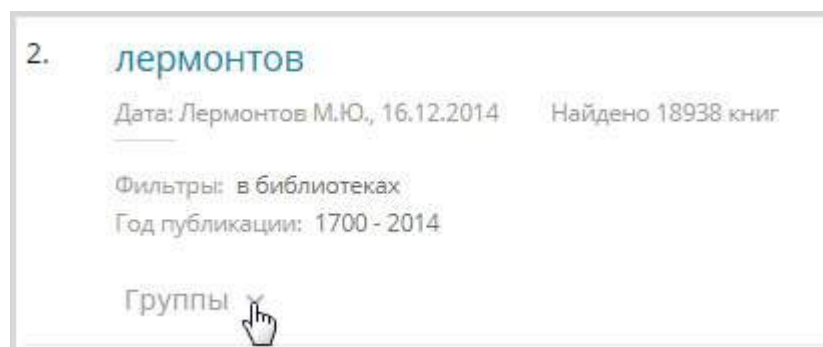 2. лермонтов
Дата: Лермонтов М.Ю., 16.12.2014 Найдено 18938 книг
Фильтры: в библиотеках
Год публикации: 1700 - 2014
Группы